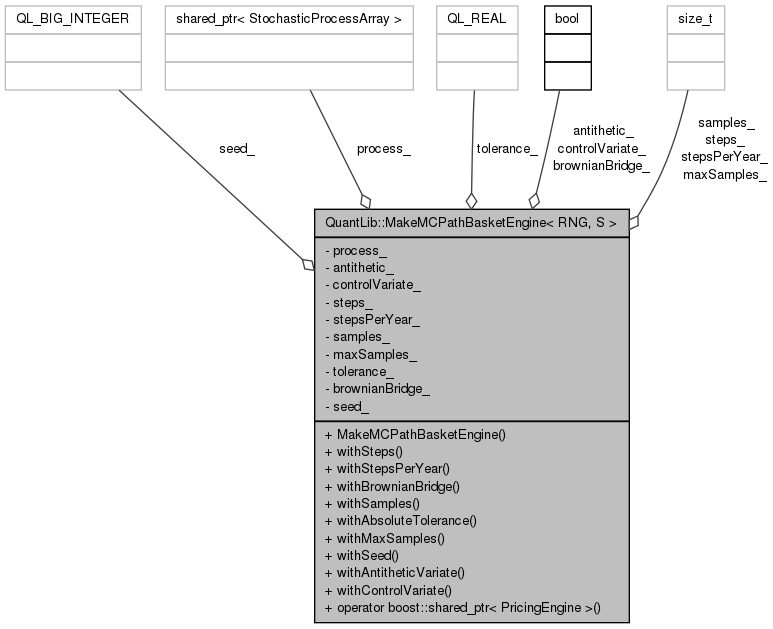 QL_BIG_INTEGER
shared_ptr< StochasticProcessArray >
QL_REAL
bool
size_t
seed_
process_
tolerance_
antithetic_
controlVariate_
brownianBridge_
samples_
steps_
stepsPerYear_
maxSamples_
QuantLib::MakeMCPathBasketEngine< RNG, S >
- process_
- antithetic_
- controlVariate_
- steps_
- stepsPerYear_
- samples_
- maxSamples_
- tolerance_
- brownianBridge_
- seed_
+ MakeMCPathBasketEngine()
+ withSteps()
+ withStepsPerYear()
+ withBrownianBridge()
+ withSamples()
+ withAbsoluteTolerance()
+ withMaxSamples()
+ withSeed()
+ withAntitheticVariate()
+ withControlVariate()
+ operator boost::shared_ptr< PricingEngine >()